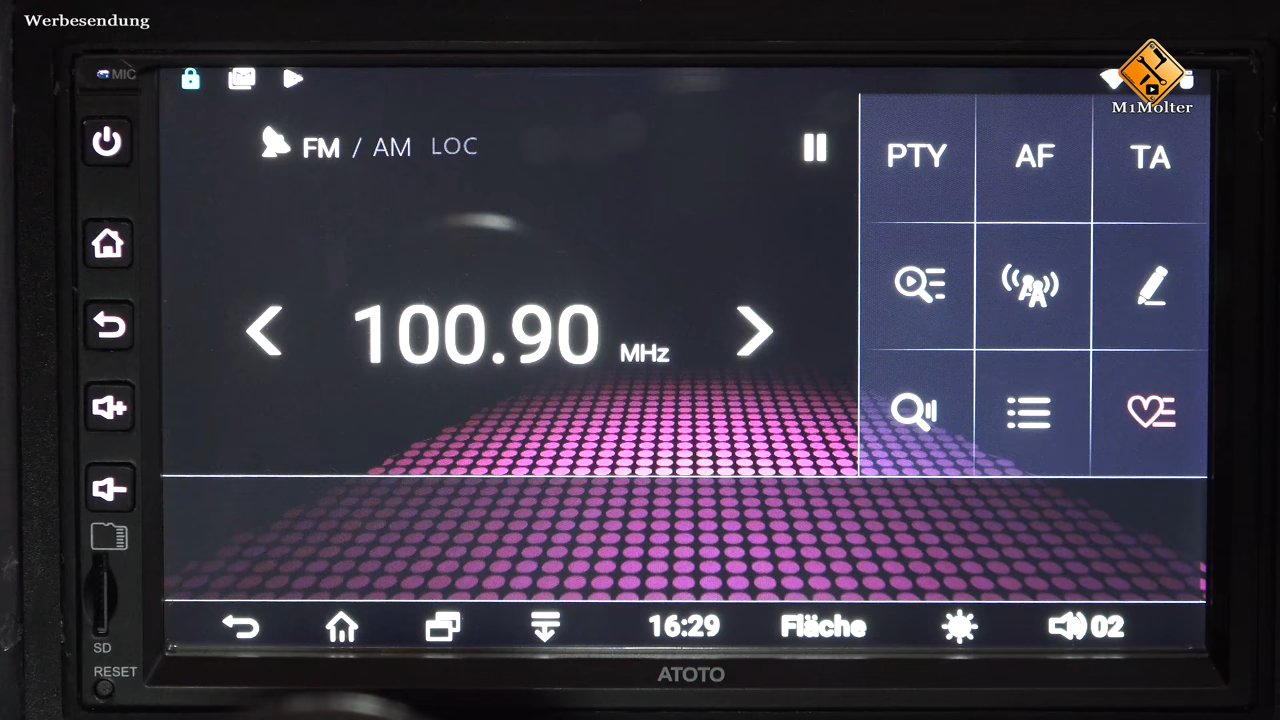 Werbesendung
MIC
M1Molter
FM / AM LOC
PTY AF TA
100.90 MHz
SD
16:29 Fläche 02
RESET
ATOTO